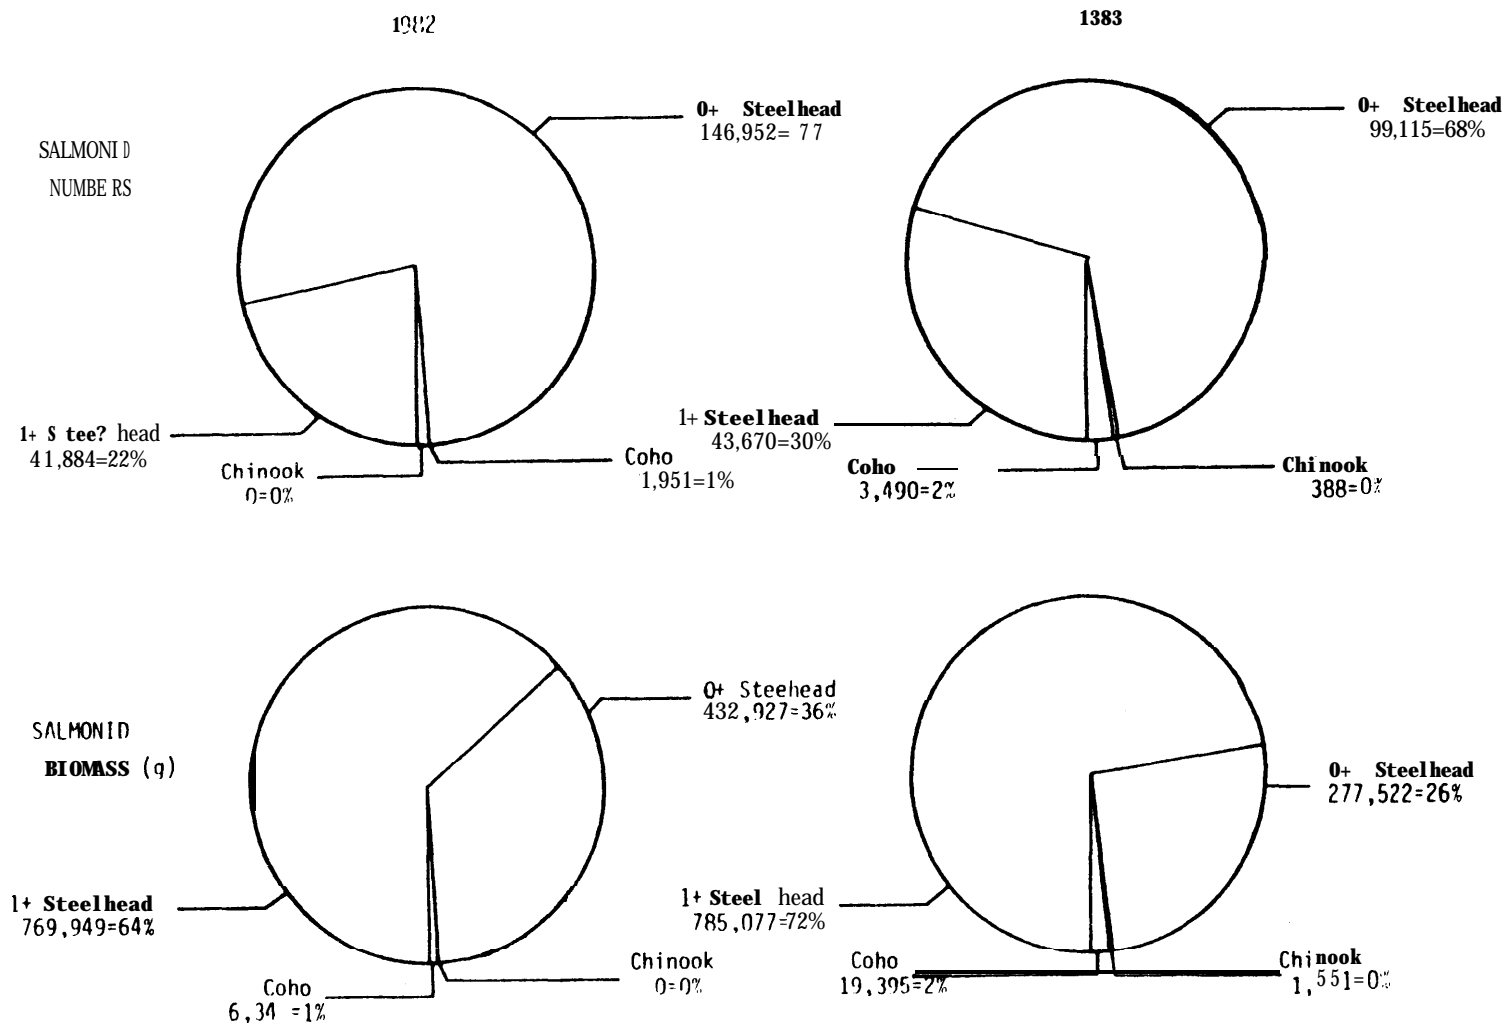 1982
1383
SALMONI D
NUMBE RS
0+ Steelhead
146,952= 77
0+ Steelhead
99,115=68%
1+ S tee? head
41,884=22%
Chinook
0=0%
Coho
1,951=1%
1+ Steelhead
43,670=30%
Coho
3,490=2%
Chinook
388=0%
SALMONID
BIOMASS (g)
0+ Steehead
432,927=36%
0+ Steelhead
277,522=26%
1+ Steelhead
769,949=64%
Coho
6,34 =1%
Chinook
0=0%
1+ Steel head
785,077=72%
Coho
19,395=2%
Chinook
1,551=0%